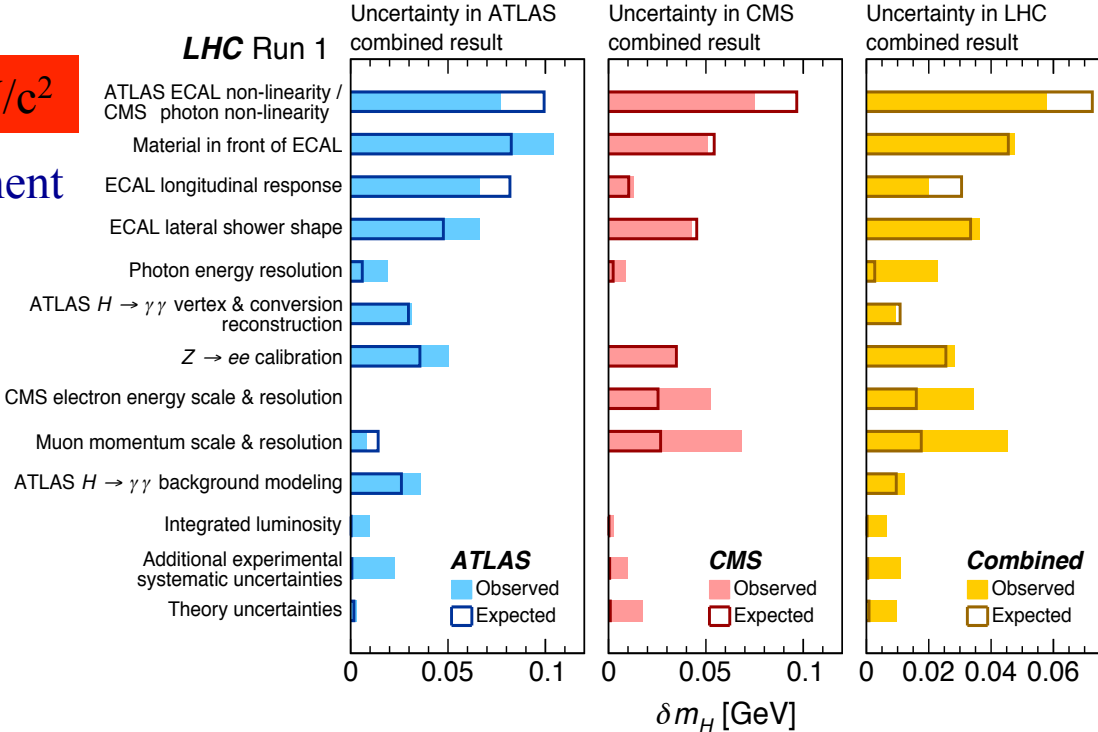 Uncertainty in ATLAS
combined result
Uncertainty in CMS
combined result
Uncertainty in LHC
combined result
LHC Run 1
/c²
ment
ATLAS ECAL non-linearity /
CMS photon non-linearity
Material in front of ECAL
ECAL longitudinal response
ECAL lateral shower shape
Photon energy resolution
ATLAS H → γγ vertex & conversion
reconstruction
Z → ee calibration
CMS electron energy scale & resolution
Muon momentum scale & resolution
ATLAS H → γγ background modeling
Integrated luminosity
Additional experimental
systematic uncertainties
Theory uncertainties
ATLAS
Observed
Expected
CMS
Observed
Expected
Combined
Observed
Expected
0 0.05 0.1
0 0.05 0.1
0 0.02 0.04 0.06
δm_H [GeV]